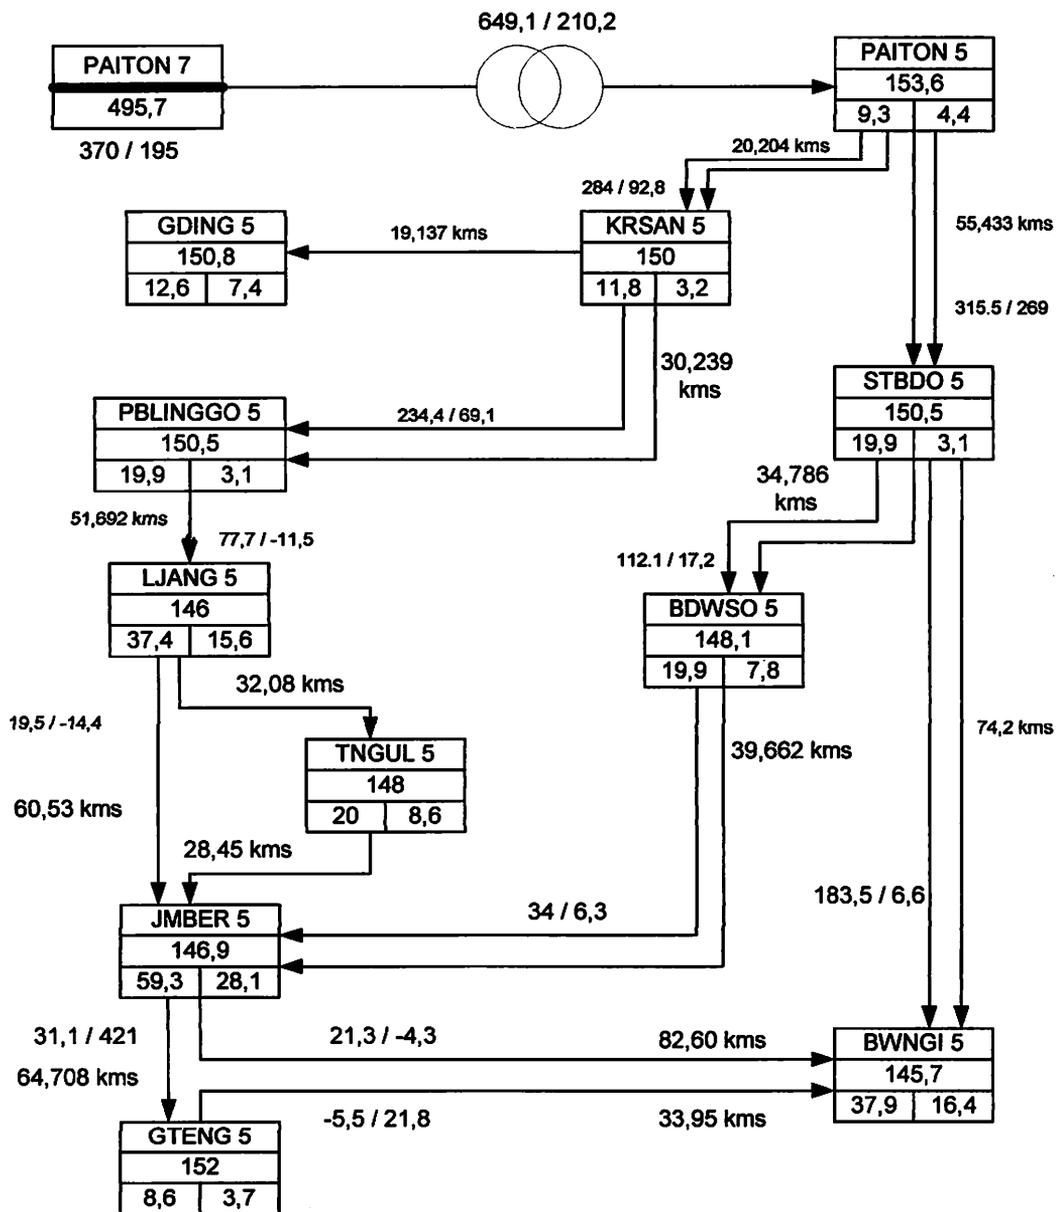 649,1 / 210,2
PAITON 7
495,7
370 / 195
PAITON 5
153,6
9,3 4,4
20,204 kms
284 / 92,8
GDING 5
150,8
12,6 7,4
19,137 kms
KRSAN 5
150
11,8 3,2
55,433 kms
315.5 / 269
30,239
kms
PBLINGGO 5
150,5
19,9 3,1
234,4 / 69,1
STBDO 5
150,5
19,9 3,1
34,786
kms
51,692 kms
77,7 / -11,5
112.1 / 17,2
LJANG 5
146
37,4 15,6
BDWSO 5
148,1
19,9 7,8
32,08 kms
19,5 / -14,4
74,2 kms
TNGUL 5
148
20 8,6
39,662 kms
60,53 kms
28,45 kms
183,5 / 6,6
JMBER 5
146,9
59,3 28,1
34 / 6,3
31,1 / 421
21,3 / -4,3
82,60 kms
BWNGI 5
145,7
37,9 16,4
64,708 kms
-5,5 / 21,8
33,95 kms
GTENG 5
152
8,6 3,7